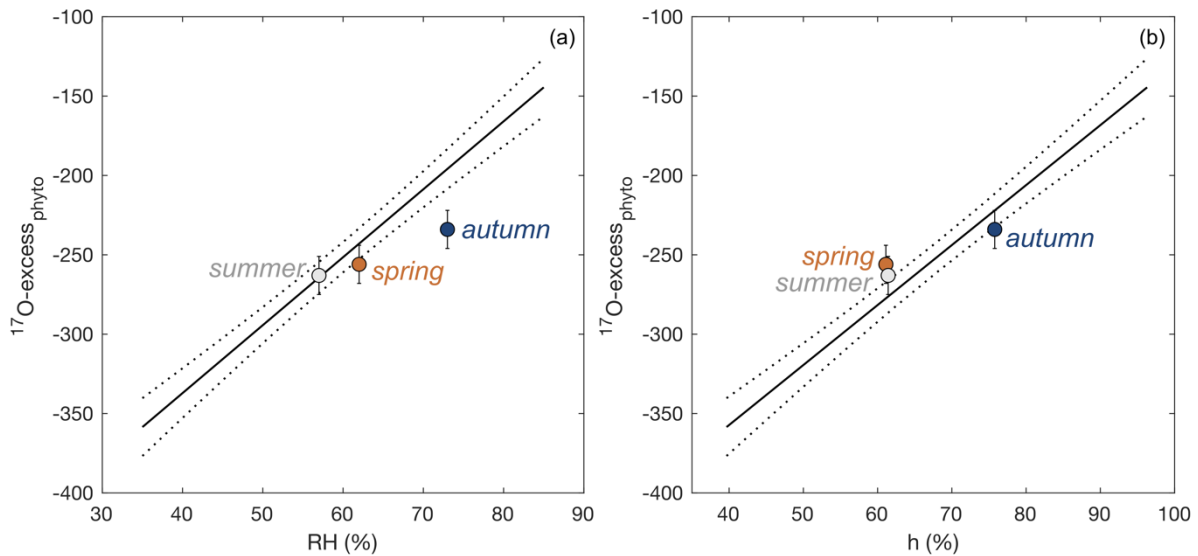 (a)
-100
-150
-200
-250
-300
-350
-400
17O-excessphyto
summer
spring
autumn
30 40 50 60 70 80 90
RH (%)
(b)
-100
-150
-200
-250
-300
-350
-400
17O-excessphyto
spring
summer
autumn
40 50 60 70 80 90 100
h (%)